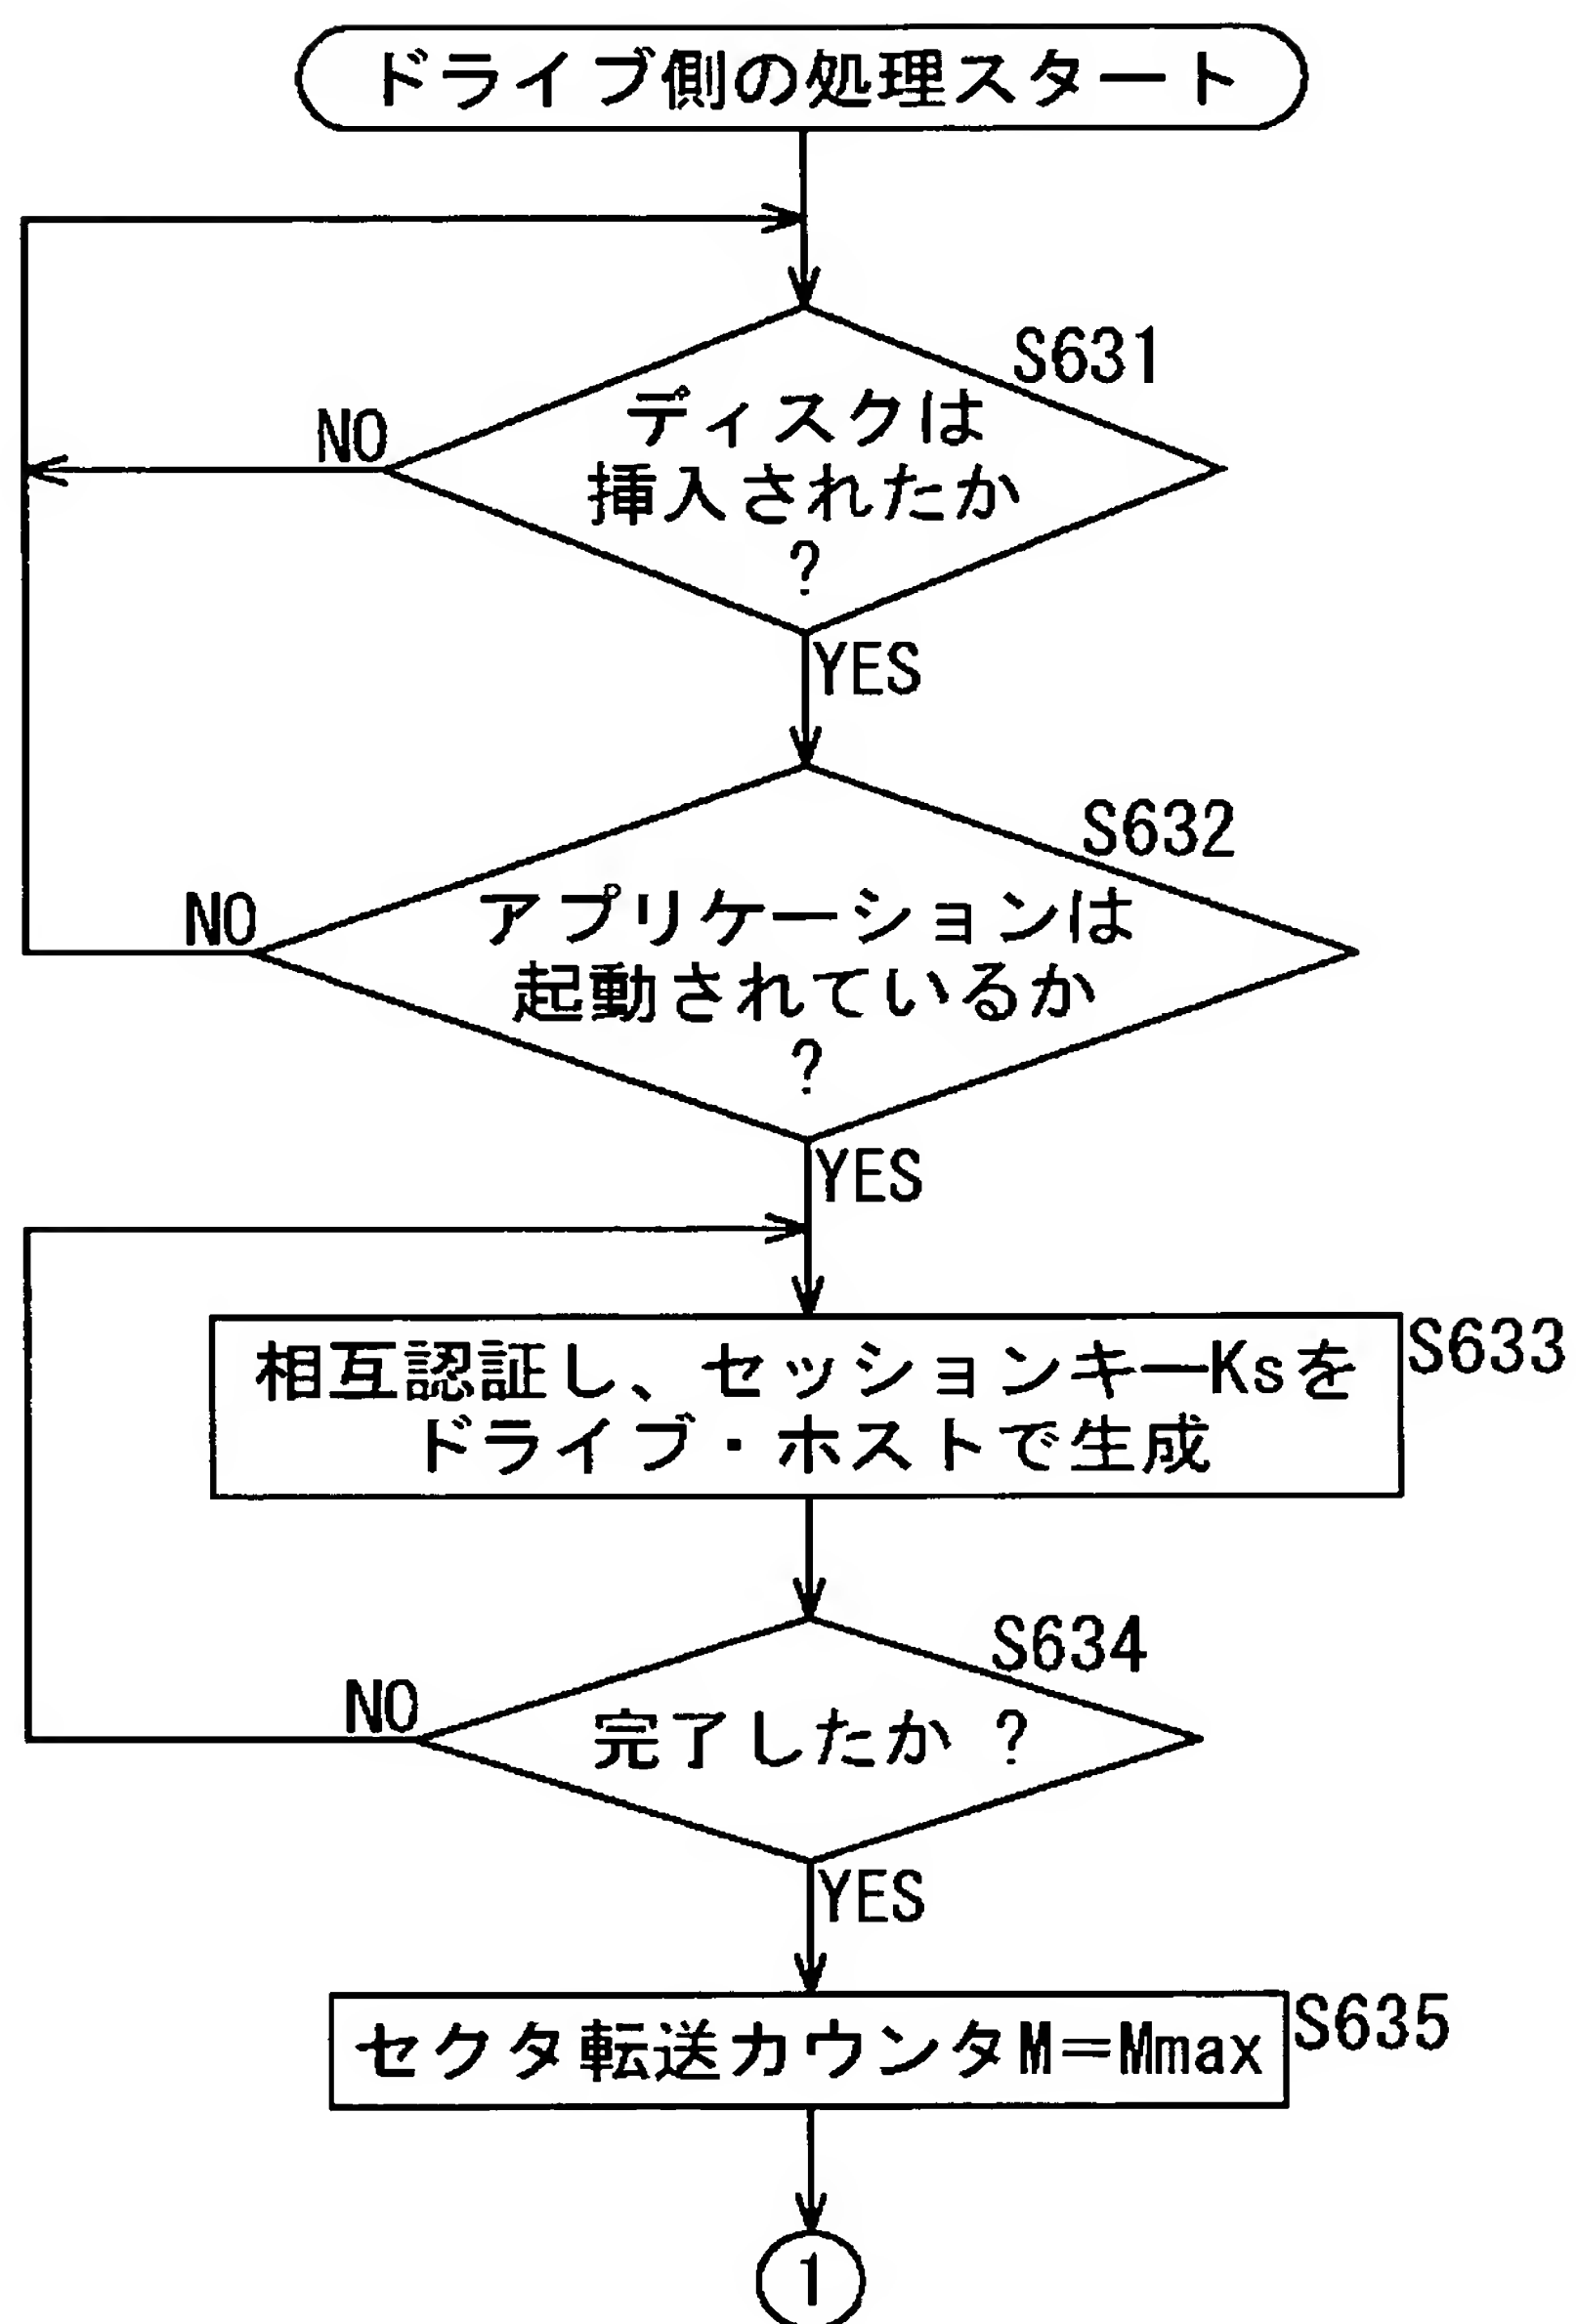 ドライブ側の処理スタート
S631
ディスクは
挿入されたか
?
NO
YES
S632
アプリケーションは
起動されているか
?
NO
YES
S633
相互認証し、セッションキーKsを
ドライブ・ホストで生成
S634
完了したか ?
NO
YES
S635
セクタ転送カウンタM=Mmax
1